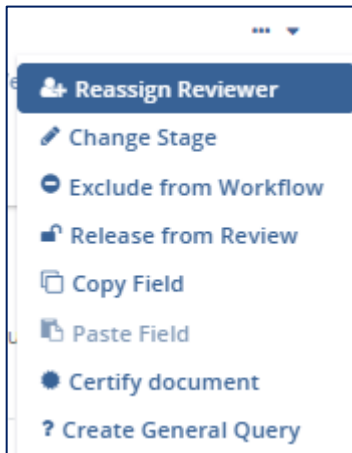 Reassign Reviewer
Change Stage
Exclude from Workflow
Release from Review
Copy Field
Paste Field
Certify document
? Create General Query